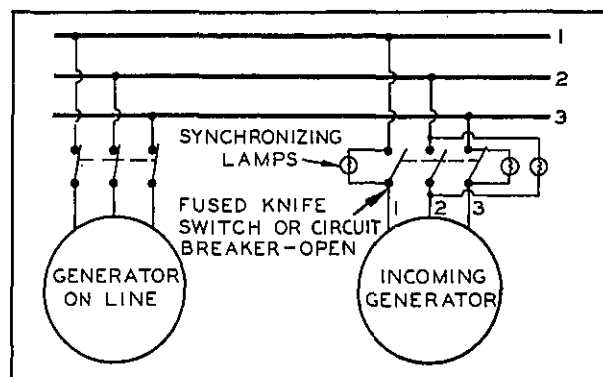 1
2
3
SYNCHRONIZING
LAMPS
FUSED KNIFE
SWITCH OR CIRCUIT
BREAKER-OPEN
1 2 3
GENERATOR
ON LINE
INCOMING
GENERATOR